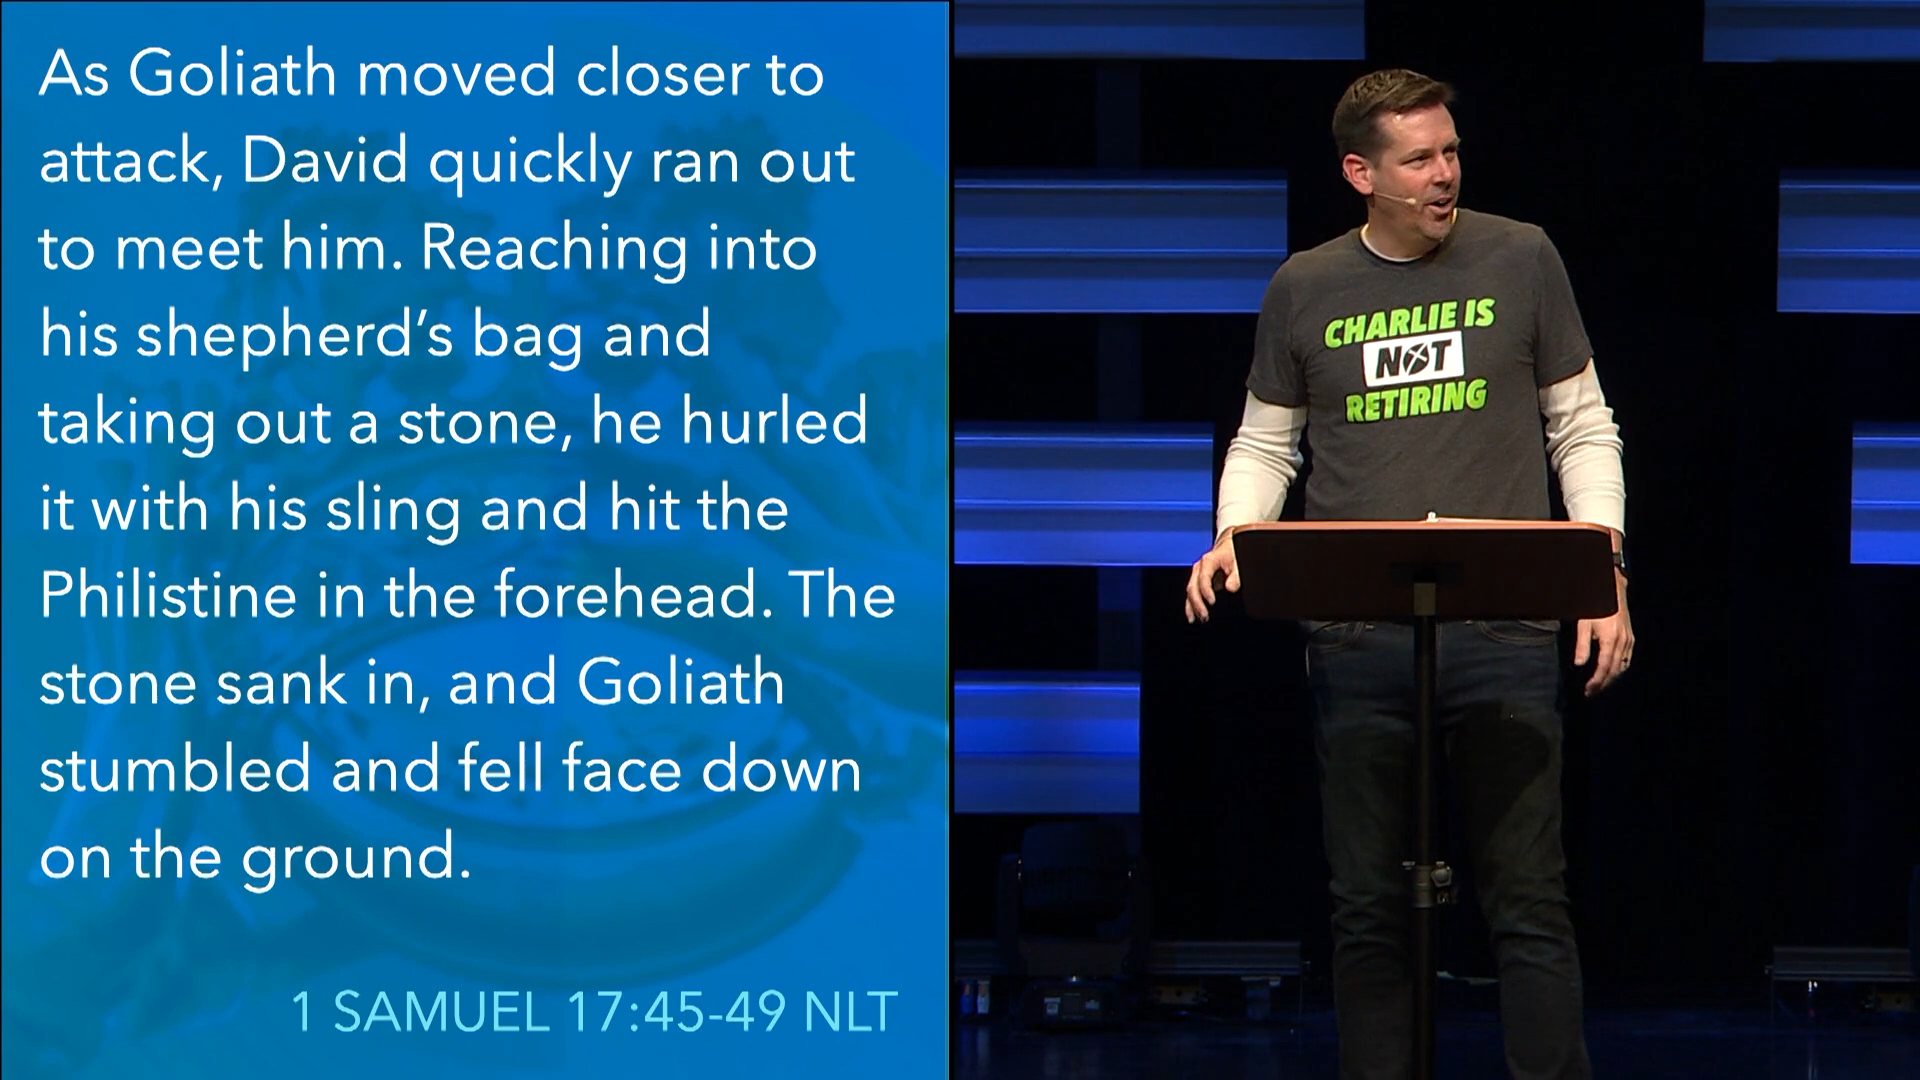 As Goliath moved closer to
attack, David quickly ran out
to meet him. Reaching into
his shepherd’s bag and
taking out a stone, he hurled
it with his sling and hit the
Philistine in the forehead. The
stone sank in, and Goliath
stumbled and fell face down
on the ground.
1 SAMUEL 17:45-49 NLT
CHARLIE IS
NOT
RETIRING